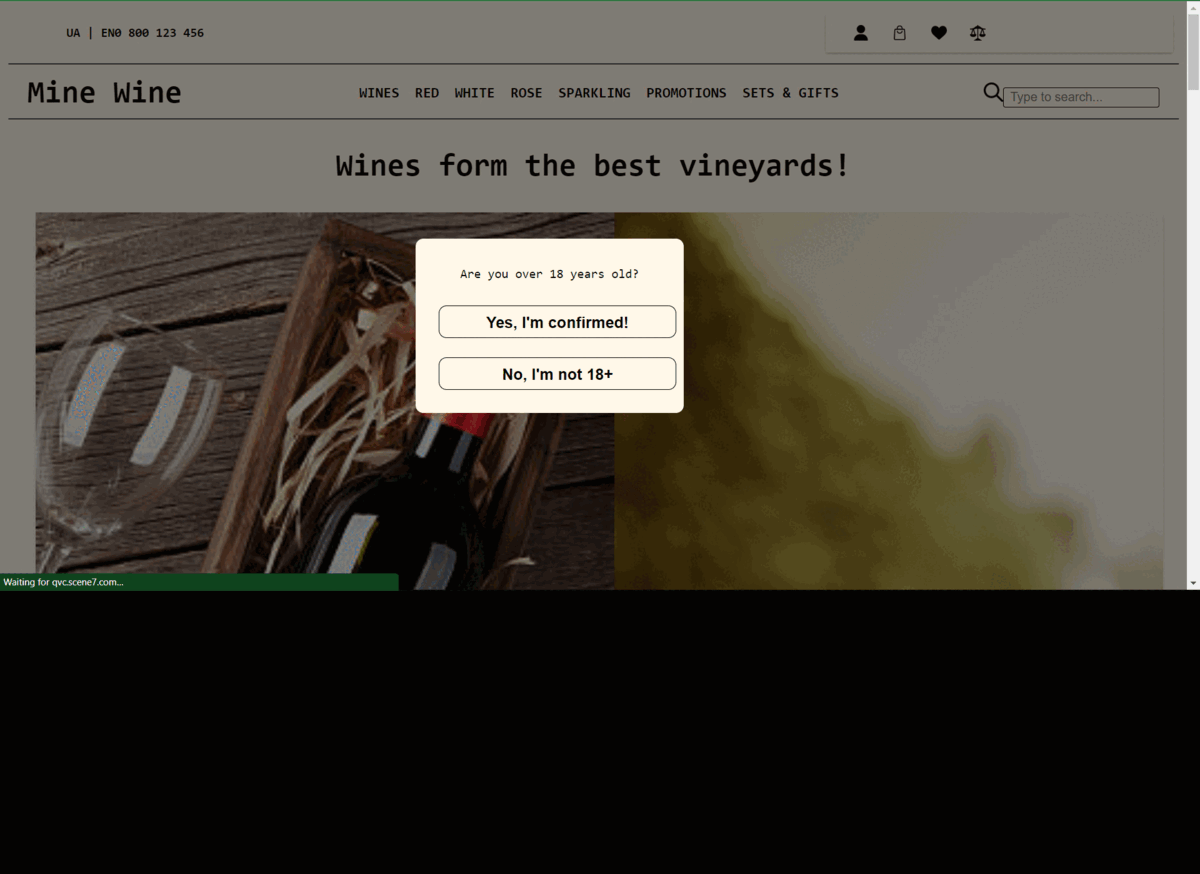 UA | EN0 800 123 456
Mine Wine
WINES RED WHITE ROSE SPARKLING PROMOTIONS SETS & GIFTS
Type to search...
Wines form the best vineyards!
Are you over 18 years old?
Yes, I'm confirmed!
No, I'm not 18+
Waiting for qvc.scene7.com...